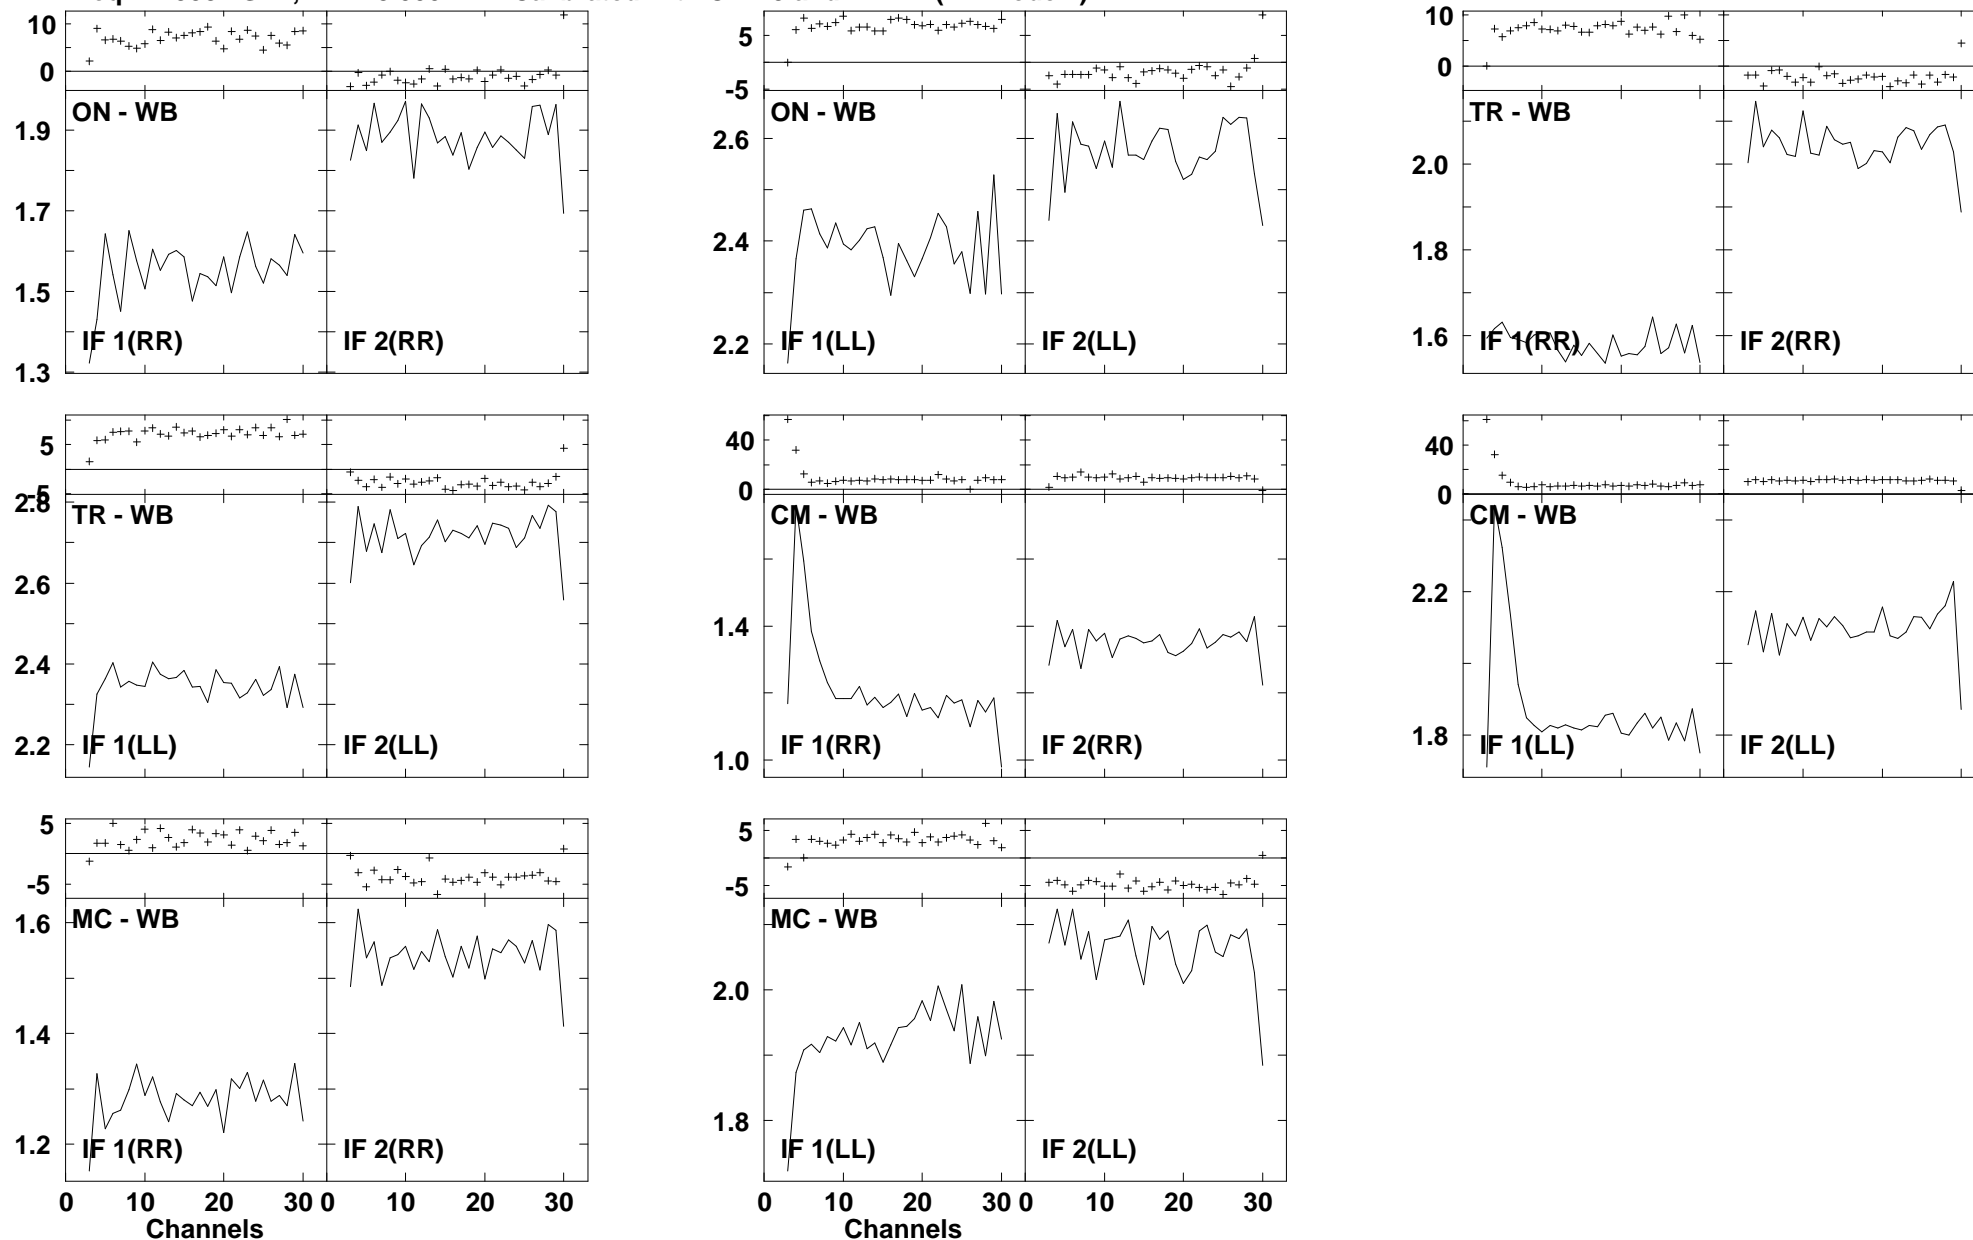 10
0
ON - WB
1.9
1.7
1.5
1.3
IF 1(RR)
IF 2(RR)
5
-5
ON - WB
2.6
2.4
2.2
IF 1(LL)
IF 2(LL)
10
0
TR - WB
2.0
1.8
1.6
IF 1(RR)
IF 2(RR)
5
-5
2.8
TR - WB
2.6
2.4
2.2
IF 1(LL)
IF 2(LL)
40
0
CM - WB
1.4
1.0
IF 1(RR)
IF 2(RR)
40
0
CM - WB
2.2
1.8
IF 1(LL)
IF 2(LL)
5
-5
MC - WB
1.6
1.4
1.2
IF 1(RR)
IF 2(RR)
0 10 20 30 0 10 20 30
Channels
5
-5
MC - WB
2.0
1.8
IF 1(LL)
IF 2(LL)
0 10 20 30 0 10 20 30
Channels